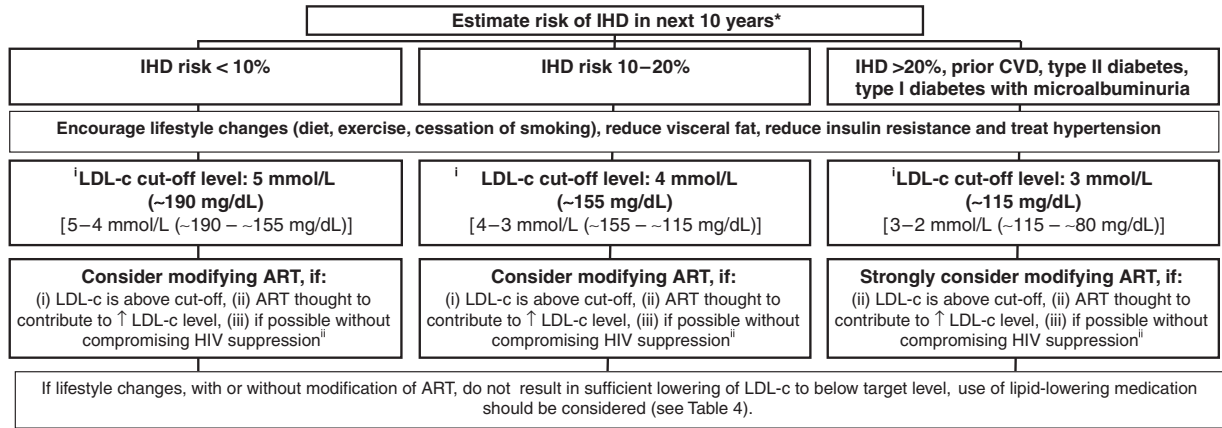 Estimate risk of IHD in next 10 years*
IHD risk < 10%
IHD risk 10–20%
IHD >20%, prior CVD, type II diabetes,
type I diabetes with microalbuminuria
Encourage lifestyle changes (diet, exercise, cessation of smoking), reduce visceral fat, reduce insulin resistance and treat hypertension
ⁱLDL-c cut-off level: 5 mmol/L
(~190 mg/dL)
[5–4 mmol/L (~190 – ~155 mg/dL)]
ⁱ LDL-c cut-off level: 4 mmol/L
(~155 mg/dL)
[4–3 mmol/L (~155 – ~115 mg/dL)]
ⁱLDL-c cut-off level: 3 mmol/L
(~115 mg/dL)
[3–2 mmol/L (~115 – ~80 mg/dL)]
Consider modifying ART, if:
(i) LDL-c is above cut-off, (ii) ART thought to
contribute to ↑ LDL-c level, (iii) if possible without
compromising HIV suppressionⁱⁱ
Consider modifying ART, if:
(i) LDL-c is above cut-off, (ii) ART thought to
contribute to ↑ LDL-c level, (iii) if possible without
compromising HIV suppressionⁱⁱ
Strongly consider modifying ART, if:
(ii) LDL-c is above cut-off, (ii) ART thought to
contribute to ↑ LDL-c level, (iii) if possible without
compromising HIV suppressionⁱⁱ
If lifestyle changes, with or without modification of ART, do not result in sufficient lowering of LDL-c to below target level, use of lipid-lowering medication
should be considered (see Table 4).